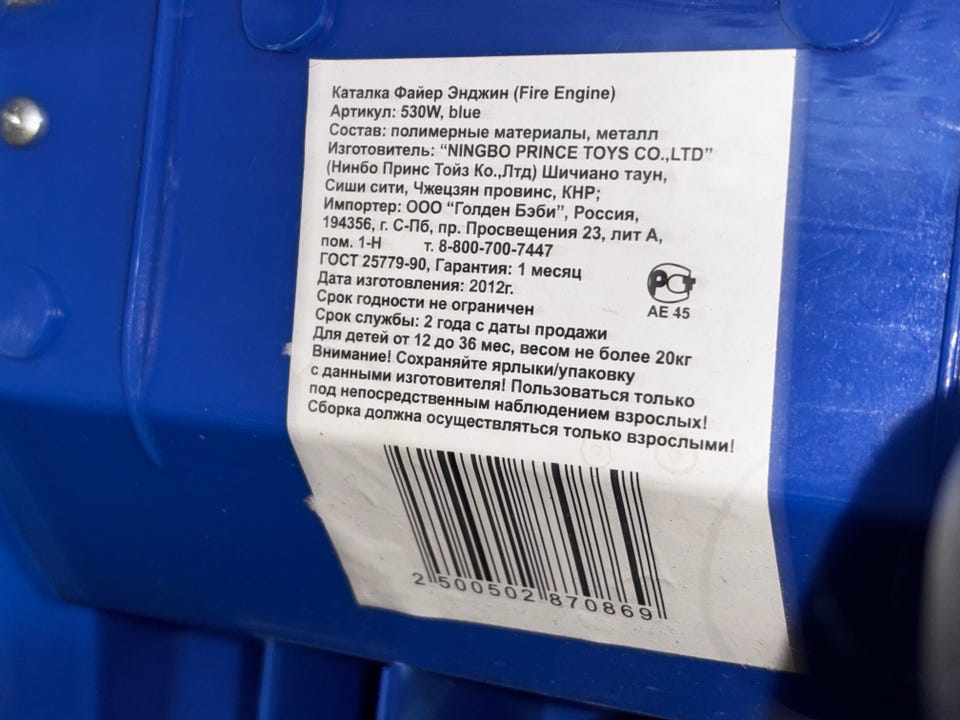 Каталка Файер Энджин (Fire Engine)
Артикул: 530W, blue
Состав: полимерные материалы, металл
Изготовитель: “NINGBO PRINCE TOYS CO.,LTD”
(Нинбо Принс Тойз Ко.,Лтд) Шичиано таун,
Сиши сити, Чжецзян провинс, КНР;
Импортер: ООО “Голден Бэби”, Россия,
194356, г. С-Пб, пр. Просвещения 23, лит А,
пом. 1-Н т. 8-800-700-7447
ГОСТ 25779-90, Гарантия: 1 месяц
Дата изготовления: 2012г.
Срок годности не ограничен
Срок службы: 2 года с даты продажи
Для детей от 12 до 36 мес, весом не более 20кг
Внимание! Сохраняйте ярлыки/упаковку
с данными изготовителя! Пользоваться только
под непосредственным наблюдением взрослых!
Сборка должна осуществляться только взрослыми!
РСТ
АЕ 45
2 500502 870869